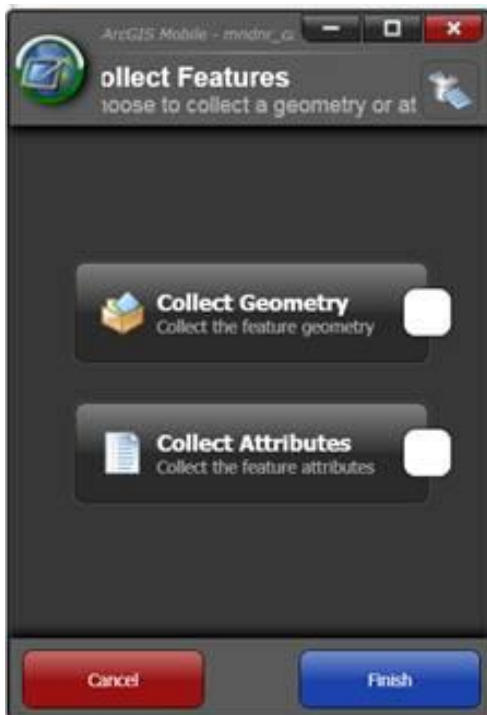 ArcGIS Mobile - mndnr_
ollect Features
hoose to collect a geometry or at
Collect Geometry
Collect the feature geometry
Collect Attributes
Collect the feature attributes
Cancel
Finish